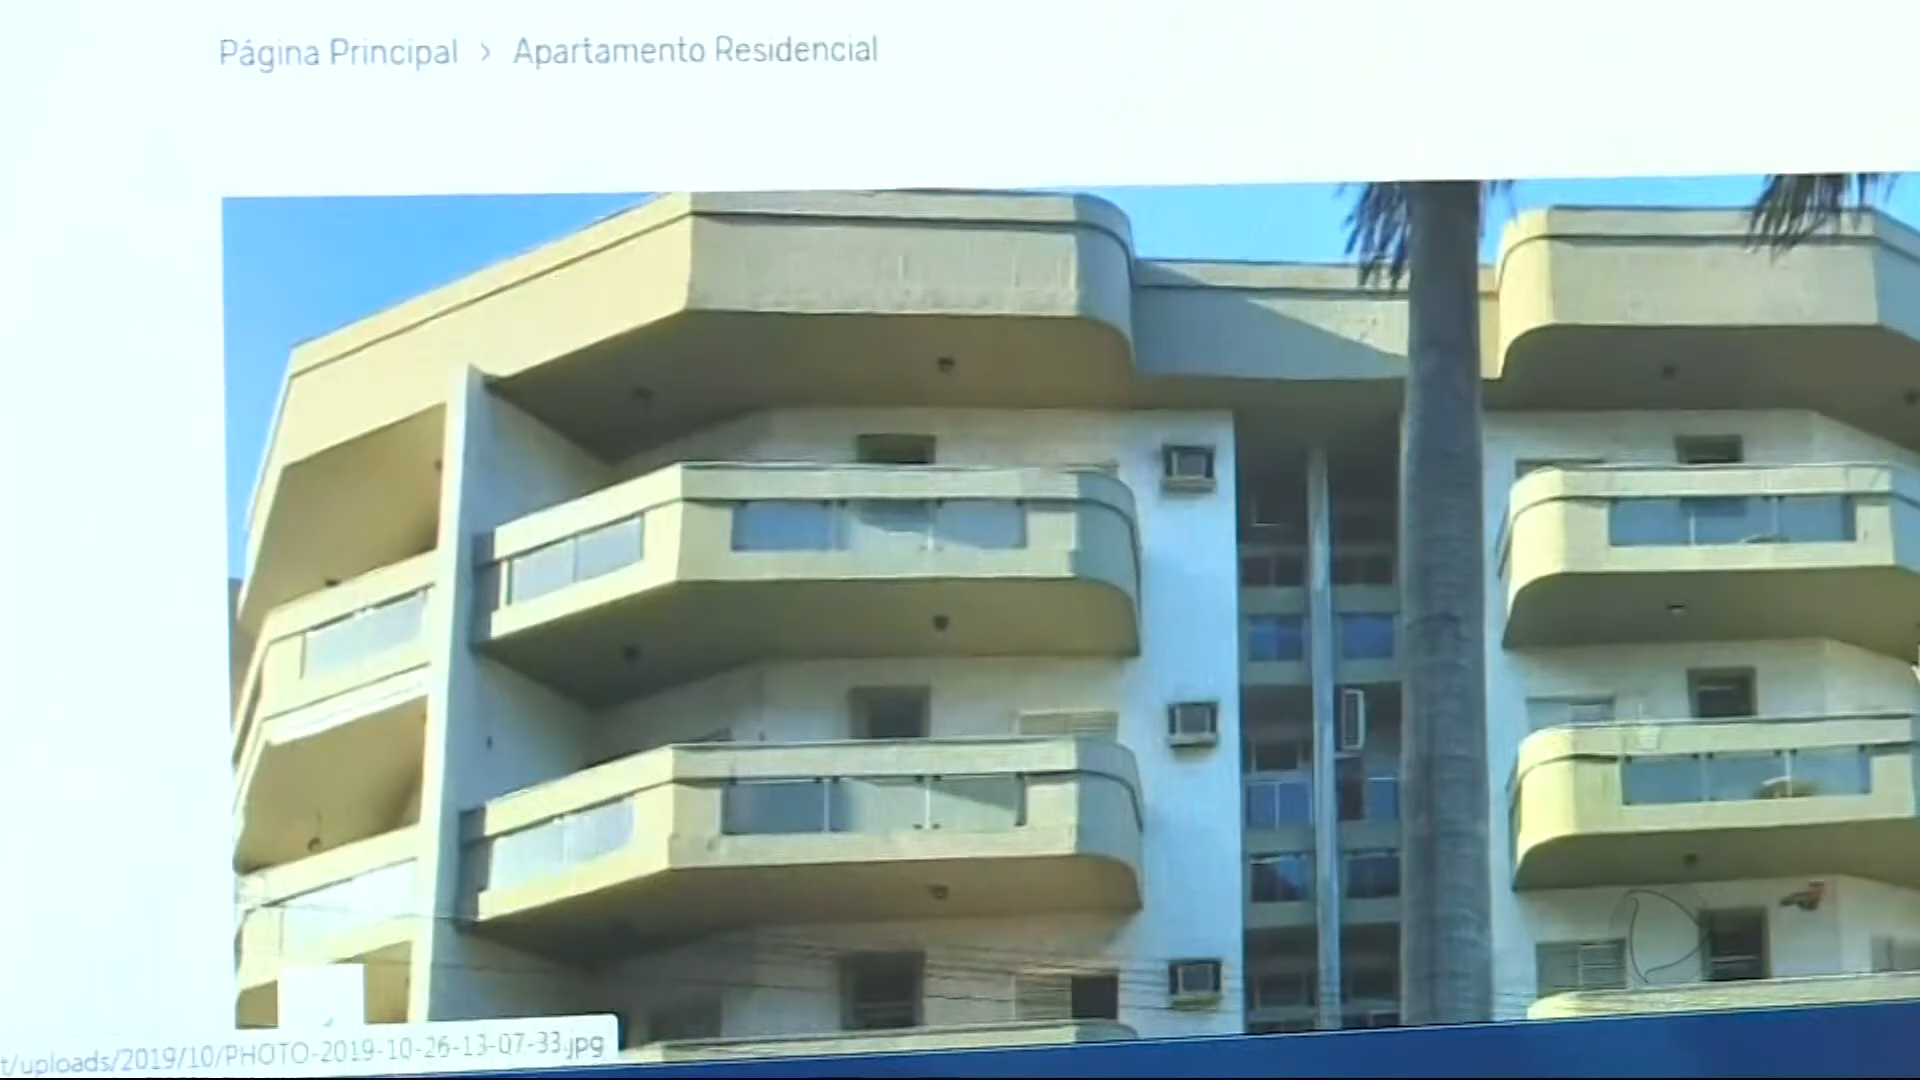 Página Principal > Apartamento Residencial
t/uploads/2019/10/PHOTO-2019-10-26-13-07-33.jpg